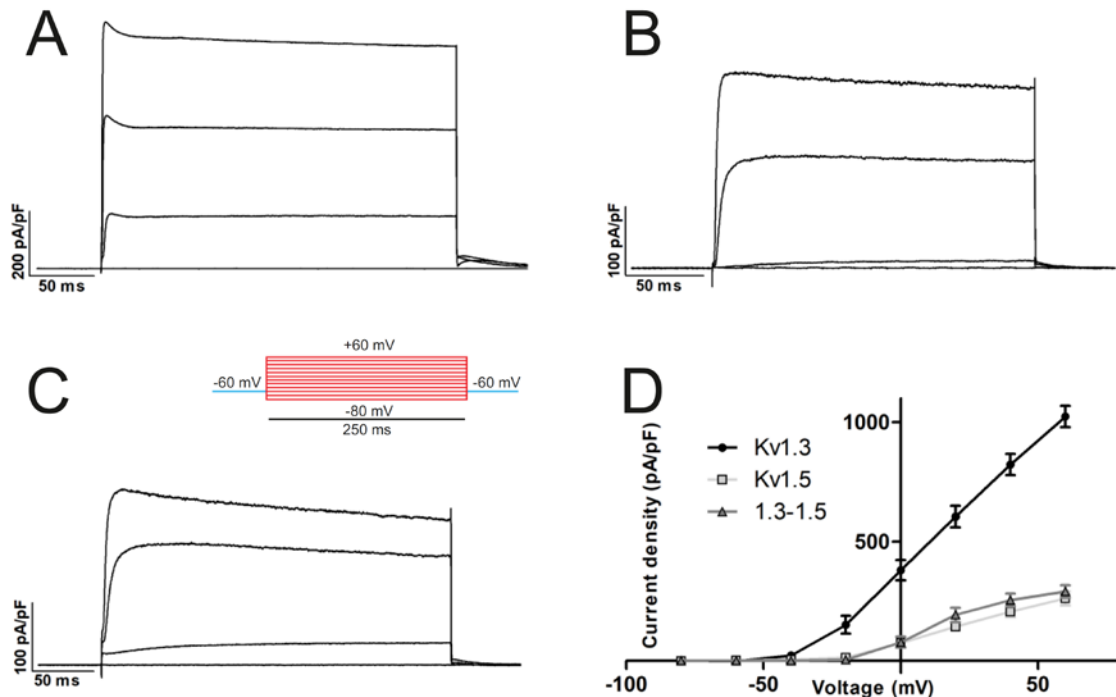 A
200 pA/pF
50 ms
B
100 pA/pF
50 ms
C
+60 mV
-60 mV
-60 mV
-80 mV
250 ms
100 pA/pF
50 ms
D
Current density (pA/pF)
1000
500
Kv1.3
Kv1.5
1.3-1.5
-100
-50
50
Voltage (mV)